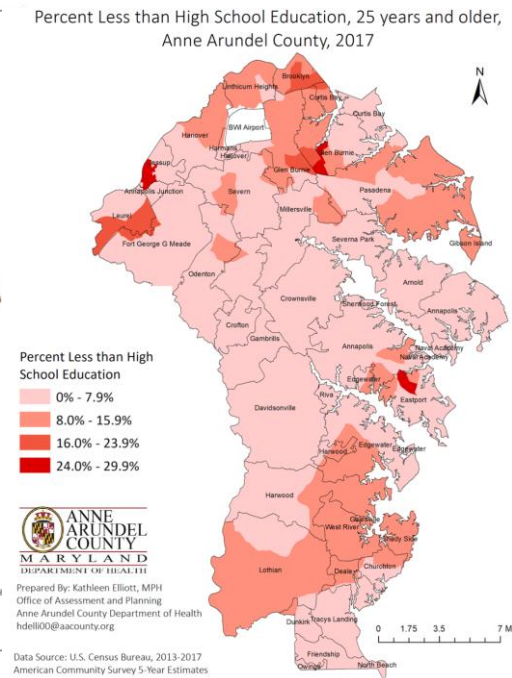 Percent Less than High School Education, 25 years and older,
Anne Arundel County, 2017
N
Brooklyn
Linthicum Heights
Curtis Bay
Curtis Bay
BWI Airport
Hanover
Harmans
Hanover
Glen Burnie
Glen Burnie
Annapolis Junction
Severn
Pasadena
Laurel
Millersville
Gibson Island
Fort George G Meade
Severna Park
Odenton
Arnold
Crownsville
Sherwood Forest
Annapolis
Crofton
Gambrills
Annapolis
Naval Academy
Naval Academy
Percent Less than High
School Education
0% - 7.9%
8.0% - 15.9%
16.0% - 23.9%
24.0% - 29.9%
Edgewater
Riva
Eastport
Davidsonville
Edgewater
Edgewater
Harwood
Harwood
West River
Shady Side
Lothian
Deale
Churchton
Dunkirk
Tracys Landing
Friendship
Owings
North Beach
ANNE
ARUNDEL
COUNTY
MARYLAND
DEPARTMENT OF HEALTH
Prepared By: Kathleen Elliott, MPH
Office of Assessment and Planning
Anne Arundel County Department of Health
hdelli00@aacounty.org
0 1.75 3.5 7 M
Data Source: U.S. Census Bureau, 2013-2017
American Community Survey 5-Year Estimates